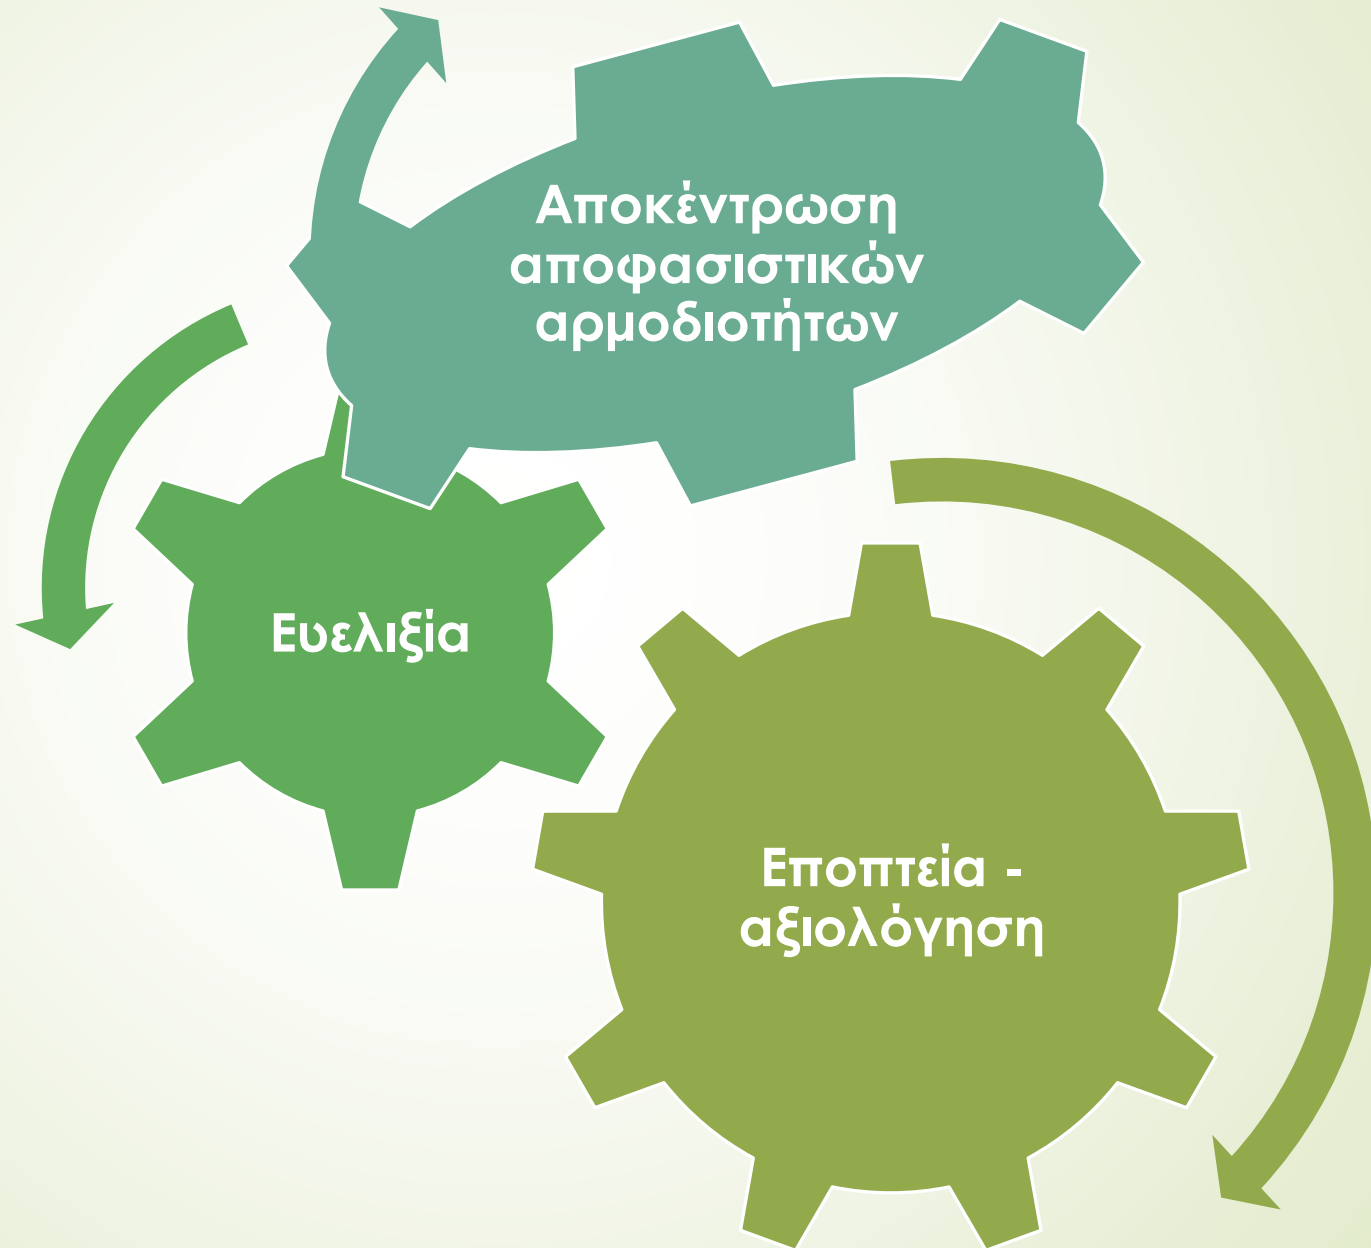 Αποκέντρωση
αποφασιστικών
αρμοδιοτήτων
Ευελιξία
Εποπτεία -
αξιολόγηση